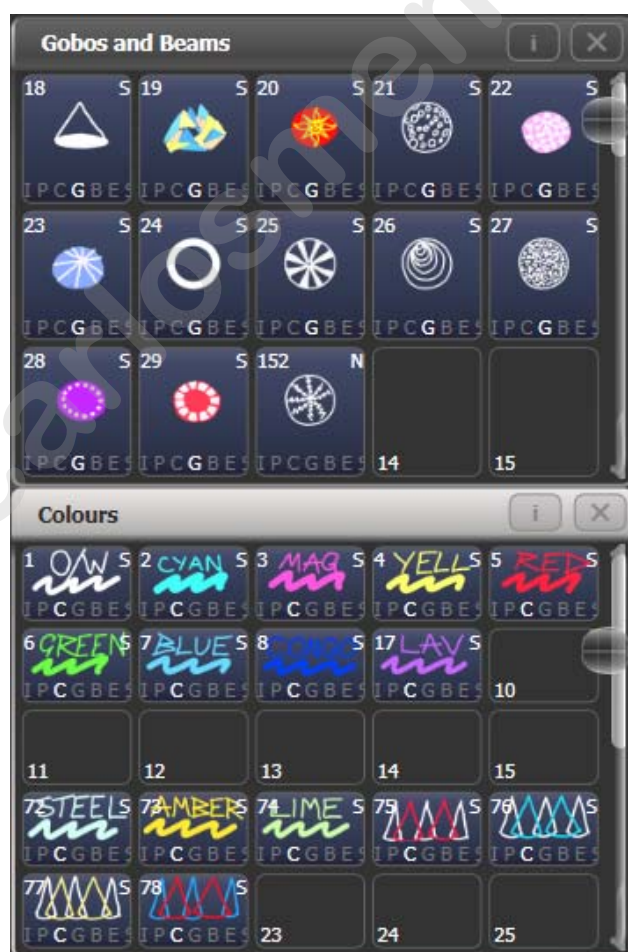 Gobos and Beams i
18 S 19 S 20 S 21 S 22 S
IPCGBES IPCGBES IPCGBES IPCGBES IPCGBES
23 S 24 S 25 S 26 S 27 S
IPCGBES IPCGBES IPCGBES IPCGBES IPCGBES
28 S 29 S 152 N
IPCGBES IPCGBES IPCGBES 14 15
Colours i
1 O/W S 2 CYAN S 3 MAG S 4 YELL S 5 RED S
IPCGBES IPCGBES IPCGBES IPCGBES IPCGBES
6 GREEN S 7 BLUE S 8 CONGO S 17 LAV S
IPCGBES IPCGBES IPCGBES IPCGBES 10
11 12 13 14 15
72 STEEL S 73 AMBER S 74 LIME S 75 S 76 S
IPCGBES IPCGBES IPCGBES IPCGBES IPCGBES
77 S 78 S
IPCGBES IPCGBES 23 24 25